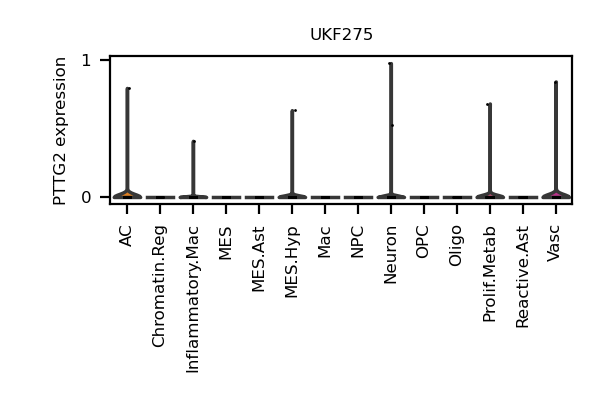 UKF275
PTTG2 expression
1
0
AC
Chromatin.Reg
Inflammatory.Mac
MES
MES.Ast
MES.Hyp
Mac
NPC
Neuron
OPC
Oligo
Prolif.Metab
Reactive.Ast
Vasc